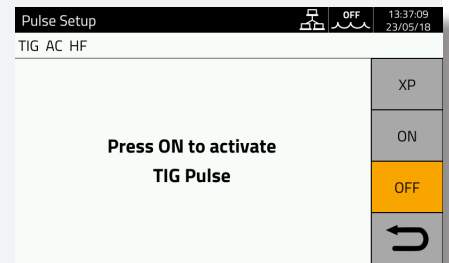 Pulse Setup
OFF
13:37:09
23/05/18
TIG AC HF
XP
Press ON to activate
TIG Pulse
ON
OFF